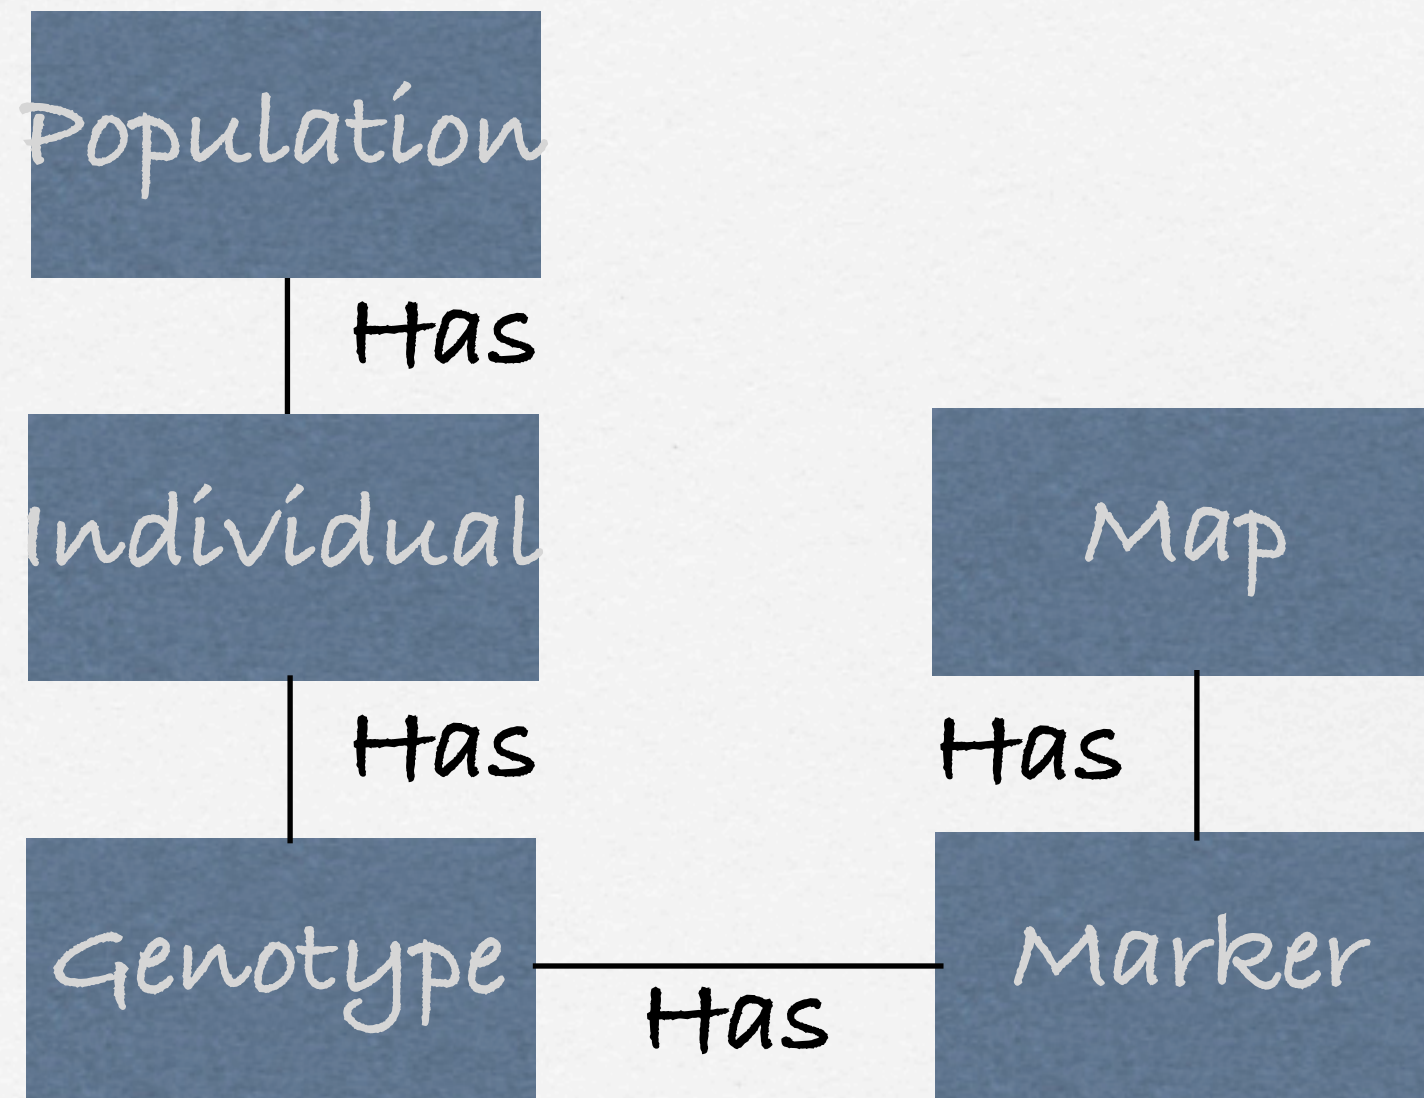 Population
Has
Individual
Map
Has
Has
Genotype
Marker
Has